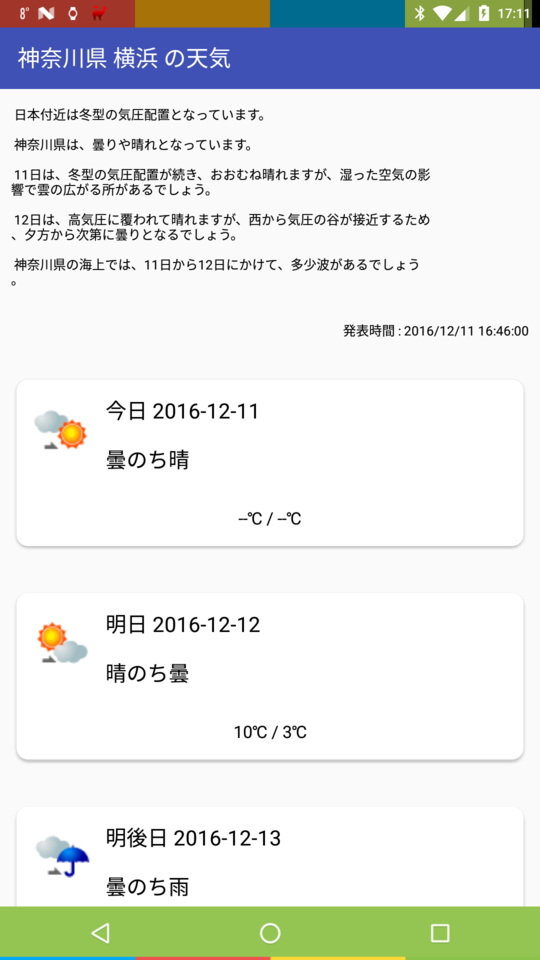 8°
17:11
神奈川県 横浜 の天気
日本付近は冬型の気圧配置となっています。
神奈川県は、曇りや晴れとなっています。
11日は、冬型の気圧配置が続き、おおむね晴れますが、湿った空気の影
響で雲の広がる所があるでしょう。
12日は、高気圧に覆われて晴れますが、西から気圧の谷が接近するため
、夕方から次第に曇りとなるでしょう。
神奈川県の海上では、11日から12日にかけて、多少波があるでしょう
。
発表時間 : 2016/12/11 16:46:00
今日 2016-12-11
曇のち晴
--℃ / --℃
明日 2016-12-12
晴のち曇
10℃ / 3℃
明後日 2016-12-13
曇のち雨